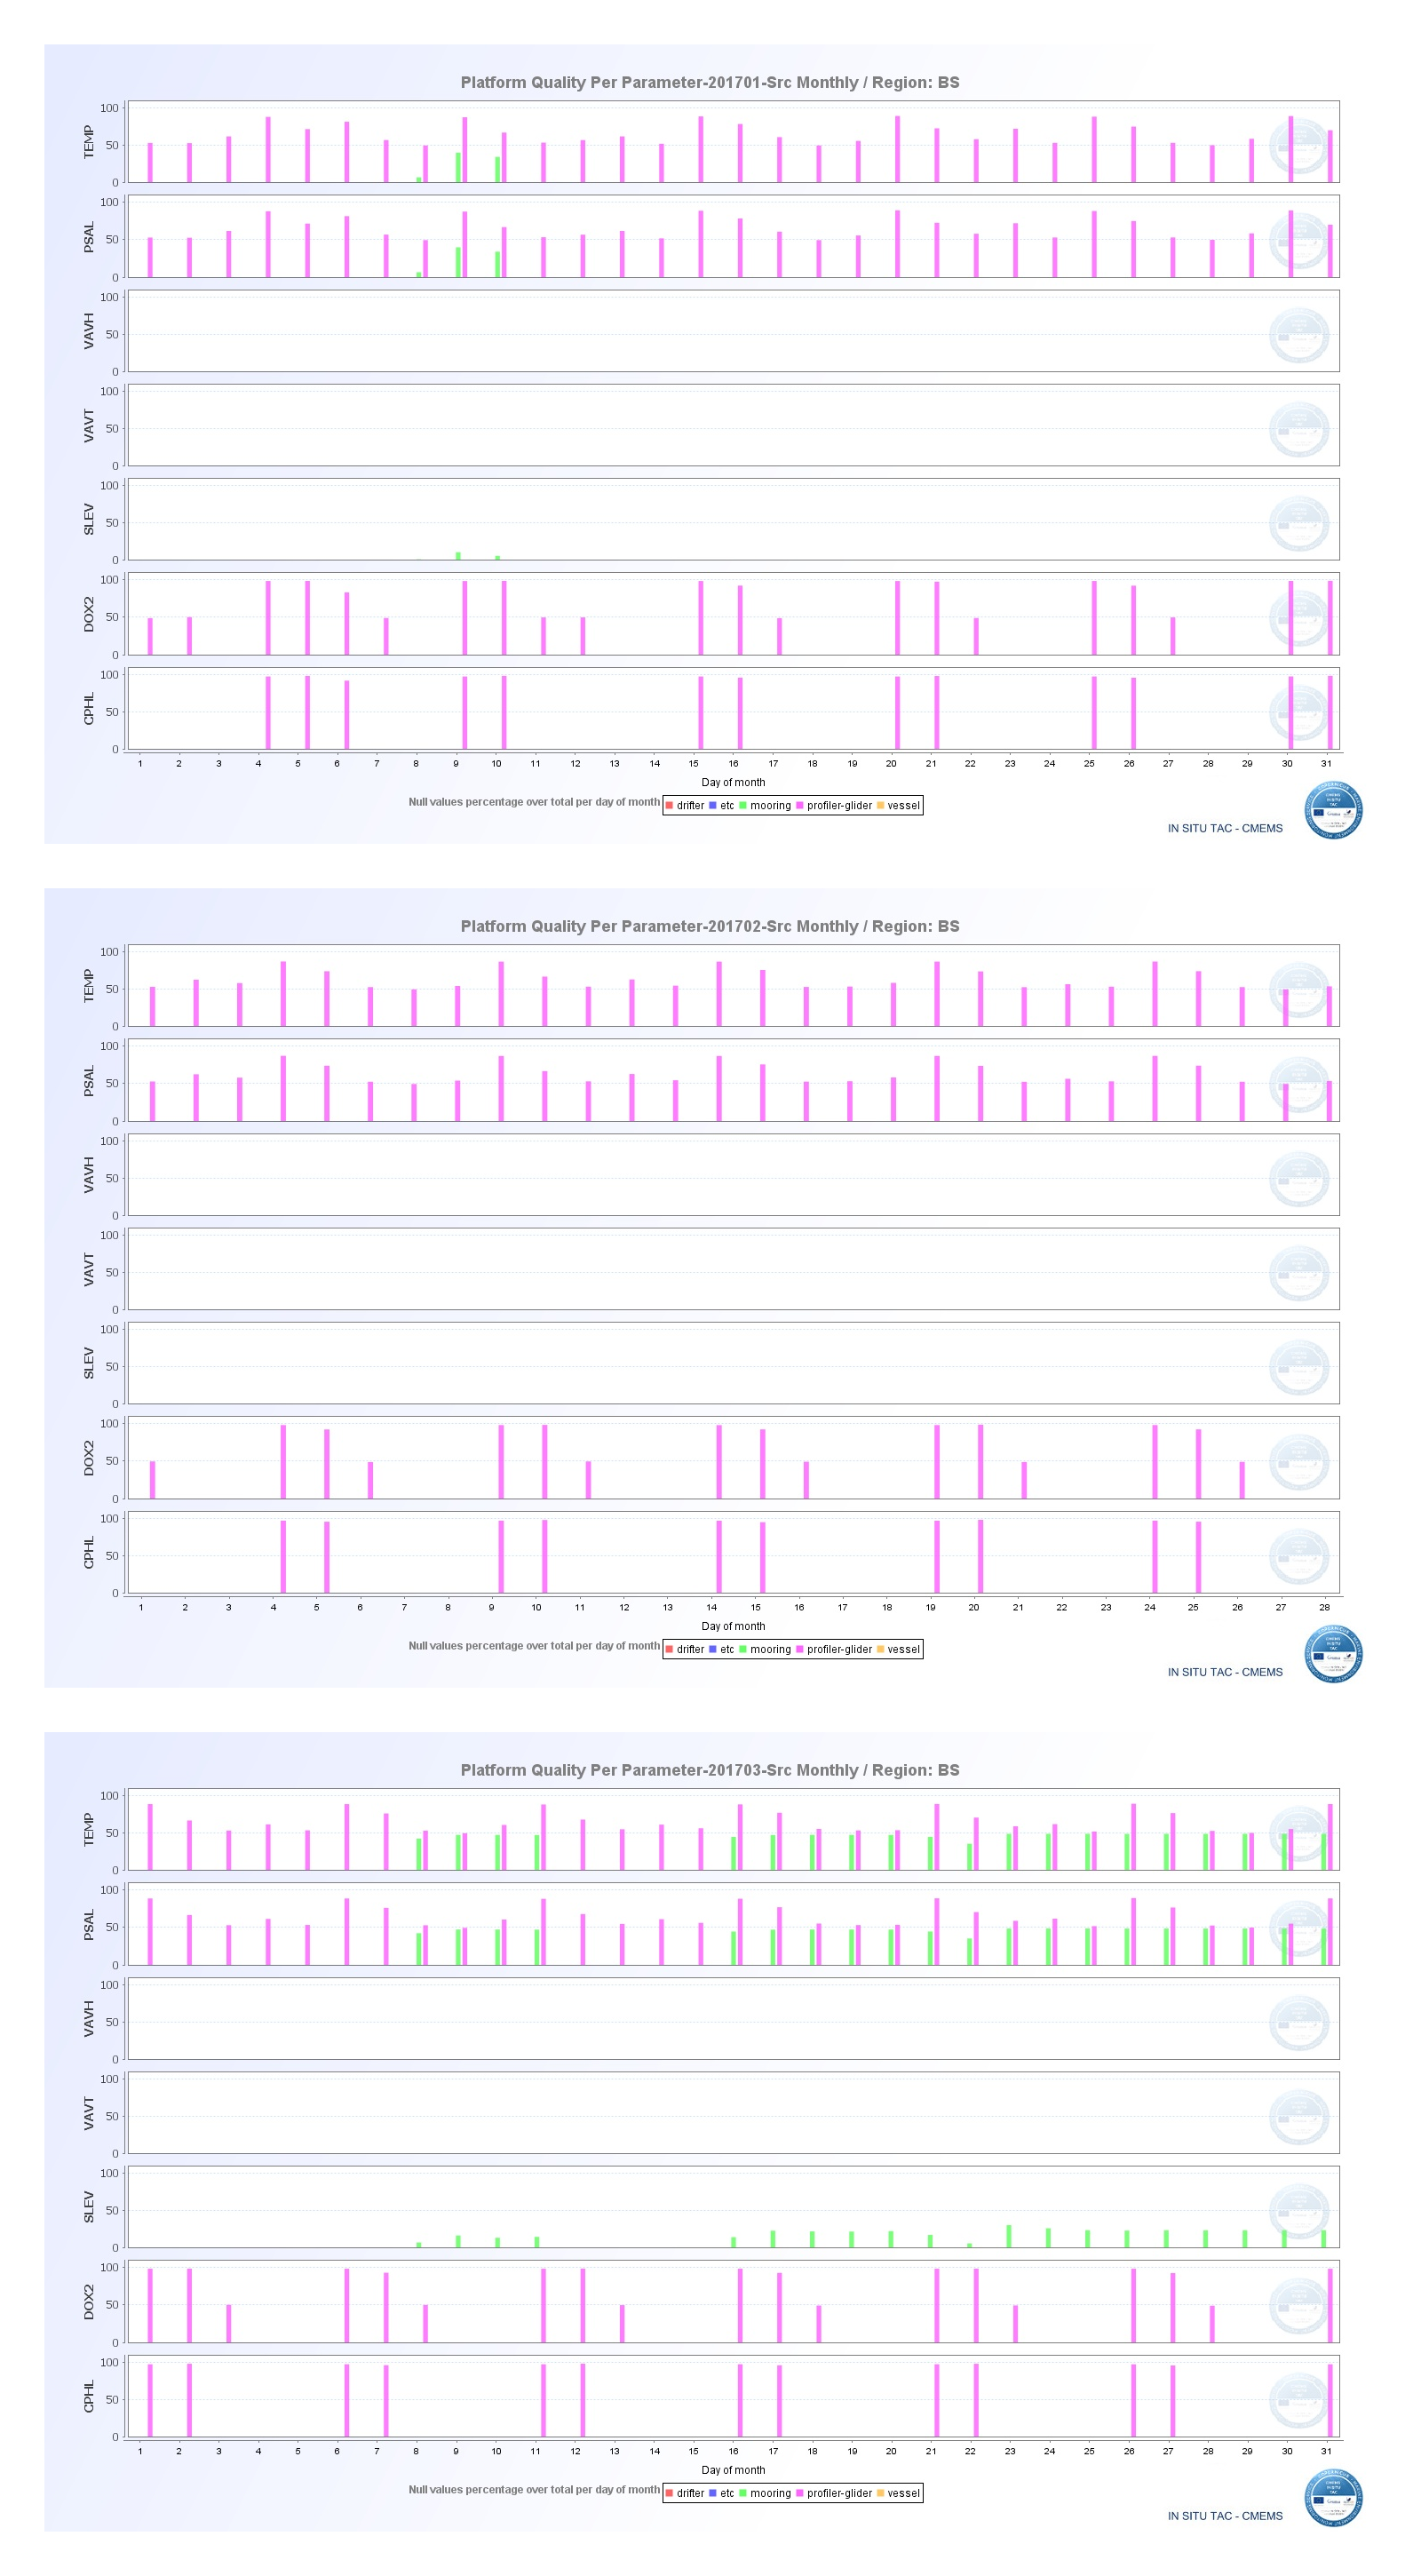 Platform Quality Per Parameter-201701-Src Monthly / Region: BS
TEMP
100
50
0
PSAL
100
50
0
VAVH
100
50
0
VAVT
100
50
0
SLEV
100
50
0
DOX2
100
50
0
CPHL
100
50
0
1 2 3 4 5 6 7 8 9 10 11 12 13 14 15 16 17 18 19 20 21 22 23 24 25 26 27 28 29 30 31
Day of month
Null values percentage over total per day of month drifter etc mooring profiler-glider vessel
IN SITU TAC - CMEMS
Platform Quality Per Parameter-201702-Src Monthly / Region: BS
TEMP
100
50
0
PSAL
100
50
0
VAVH
100
50
0
VAVT
100
50
0
SLEV
100
50
0
DOX2
100
50
0
CPHL
100
50
0
1 2 3 4 5 6 7 8 9 10 11 12 13 14 15 16 17 18 19 20 21 22 23 24 25 26 27 28
Day of month
Null values percentage over total per day of month drifter etc mooring profiler-glider vessel
IN SITU TAC - CMEMS
Platform Quality Per Parameter-201703-Src Monthly / Region: BS
TEMP
100
50
0
PSAL
100
50
0
VAVH
100
50
0
VAVT
100
50
0
SLEV
100
50
0
DOX2
100
50
0
CPHL
100
50
0
1 2 3 4 5 6 7 8 9 10 11 12 13 14 15 16 17 18 19 20 21 22 23 24 25 26 27 28 29 30 31
Day of month
Null values percentage over total per day of month drifter etc mooring profiler-glider vessel
IN SITU TAC - CMEMS